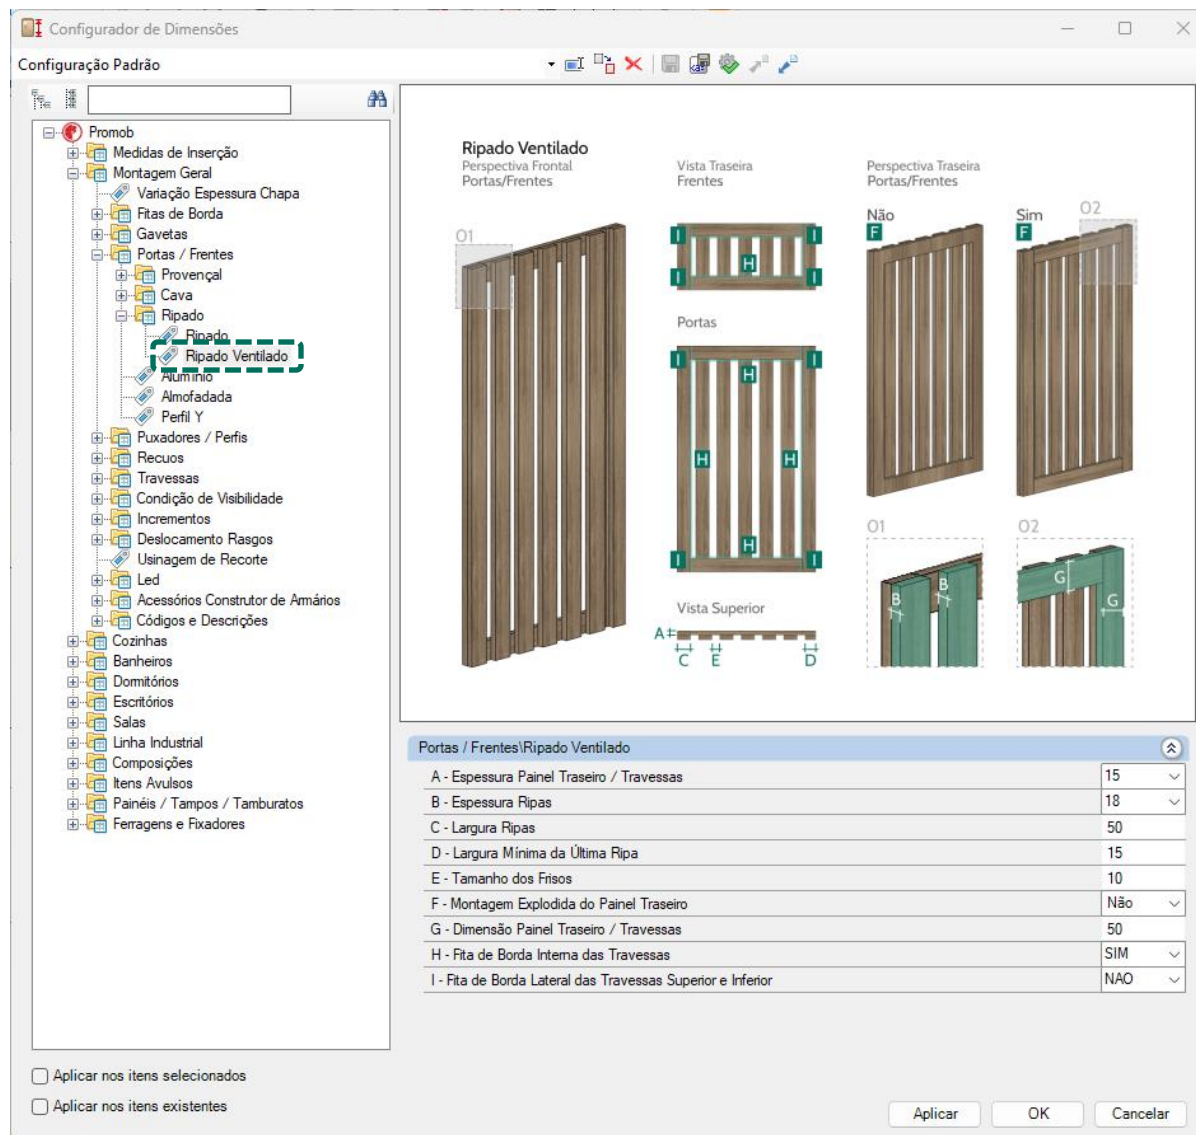 Configurador de Dimensões
Configuração Padrão
Promob
Medidas de Inserção
Montagem Geral
Variação Espessura Chapa
Fitas de Borda
Gavetas
Portas / Frentes
Provençal
Cava
Ripado
Ripado
Ripado Ventilado
Alumínio
Almofadada
Perfil Y
Puxadores / Perfis
Recuos
Travessas
Condição de Visibilidade
Incrementos
Deslocamento Rasgos
Usinagem de Recorte
Led
Acessórios Construtor de Armários
Códigos e Descrições
Cozinhas
Banheiros
Dormitórios
Escritórios
Salas
Linha Industrial
Composições
Itens Avulsos
Painéis / Tampos / Tamburatos
Ferragens e Fixadores
Ripado Ventilado
Perspectiva Frontal
Portas/Frentes
01
Vista Traseira
Frentes
I I
H
I I
Portas
I I
H
H H
H
I I
Vista Superior
A
C E D
Perspectiva Traseira
Portas/Frentes
Não Sim 02
F F
01 02
B B
G G
Portas / Frentes\Ripado Ventilado
A - Espessura Painel Traseiro / Travessas 15
B - Espessura Ripas 18
C - Largura Ripas 50
D - Largura Mínima da Última Ripa 15
E - Tamanho dos Frisos 10
F - Montagem Explodida do Painel Traseiro Não
G - Dimensão Painel Traseiro / Travessas 50
H - Fita de Borda Interna das Travessas SIM
I - Fita de Borda Lateral das Travessas Superior e Inferior NAO
Aplicar nos itens selecionados
Aplicar nos itens existentes
Aplicar OK Cancelar